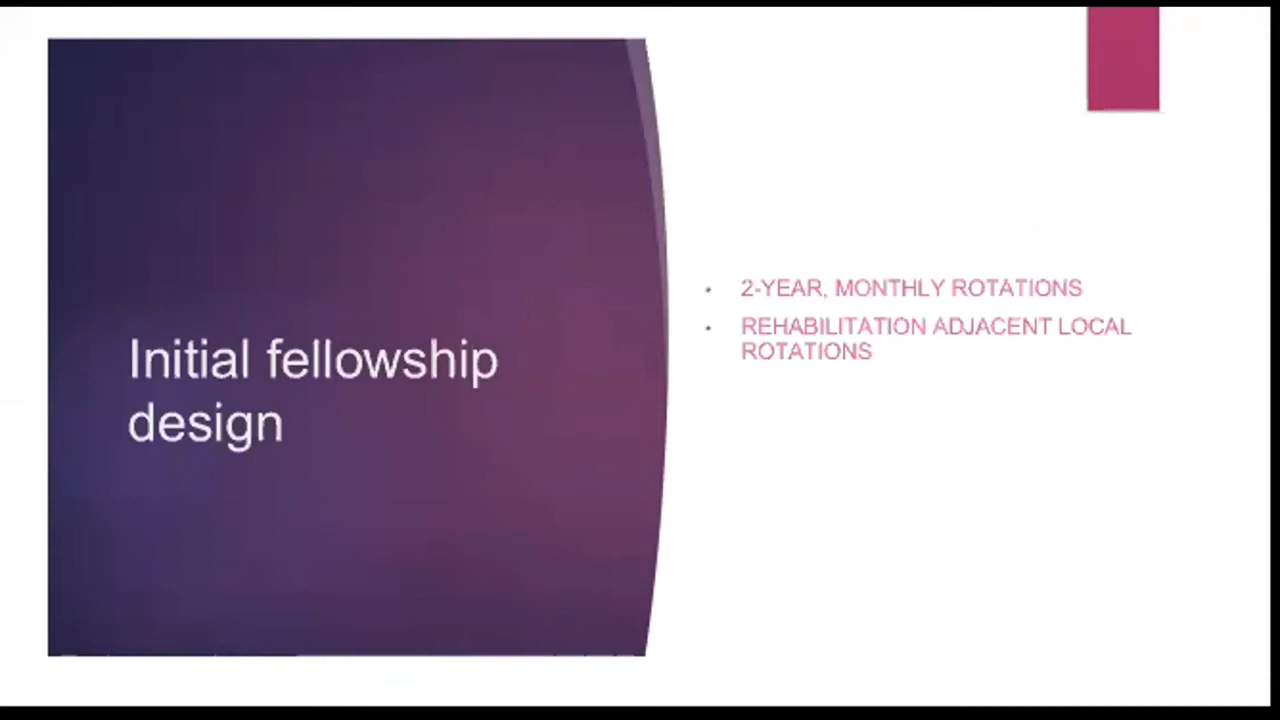 Initial fellowship
design
• 2-YEAR, MONTHLY ROTATIONS
• REHABILITATION ADJACENT LOCAL
ROTATIONS